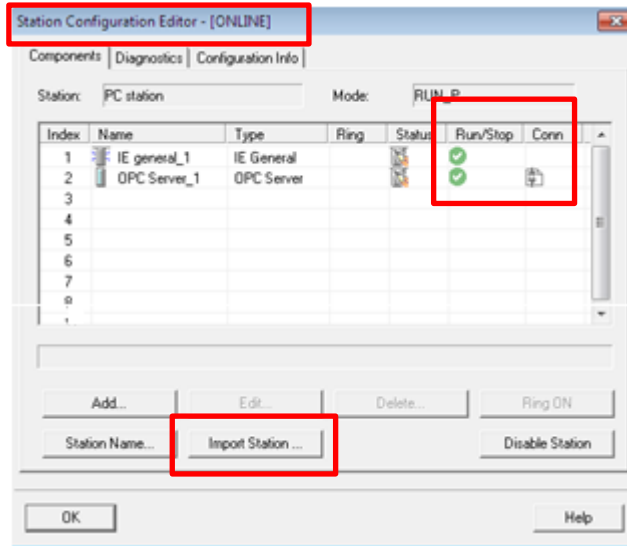 Station Configuration Editor - [ONLINE]
Components Diagnostics Configuration Info
Station: PC station Mode: RUN_P
Index Name Type Ring Status Run/Stop Conn
1 IE general_1 IE General
2 OPC Server_1 OPC Server
3
4
5
6
7
8
Add... Edit... Delete... Ring ON
Station Name... Import Station ... Disable Station
OK Help